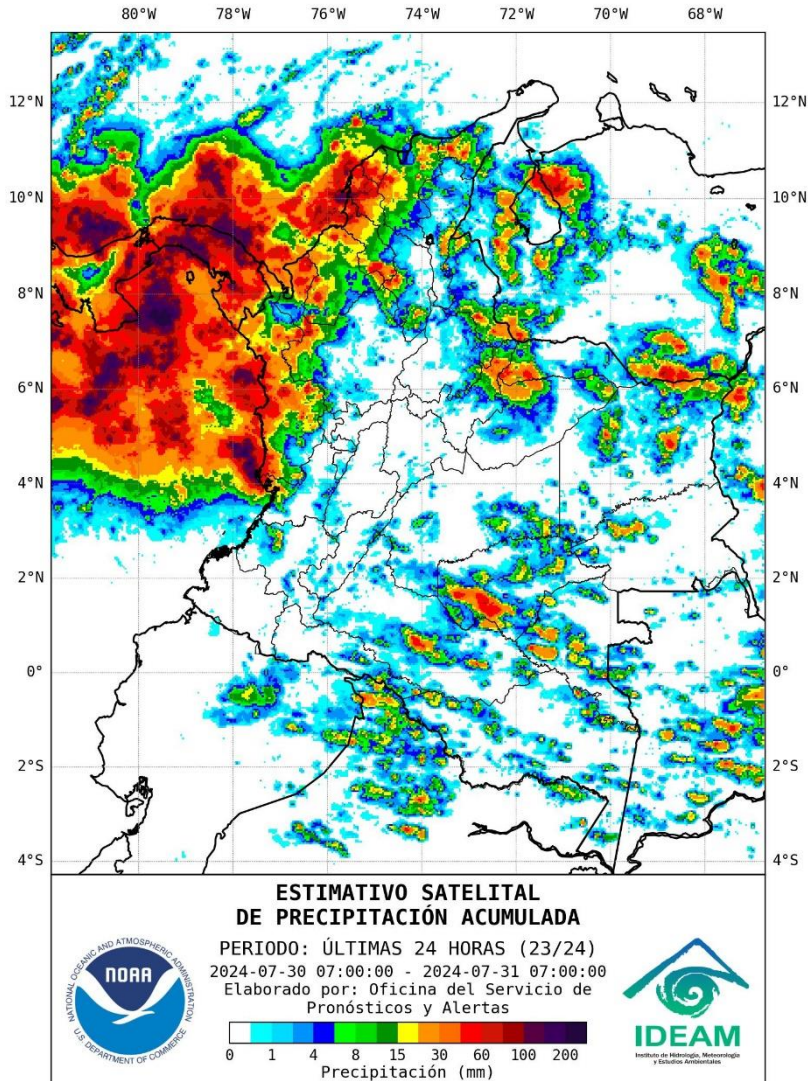 80°W 78°W 76°W 74°W 72°W 70°W 68°W
12°N 12°N
10°N 10°N
8°N 8°N
6°N 6°N
4°N 4°N
2°N 2°N
0° 0°
2°S 2°S
4°S 4°S
ESTIMATIVO SATELITAL
DE PRECIPITACIÓN ACUMULADA
PERIODO: ÚLTIMAS 24 HORAS (23/24)
2024-07-30 07:00:00 - 2024-07-31 07:00:00
Elaborado por: Oficina del Servicio de
Pronósticos y Alertas
0 1 4 8 15 30 60 100 200
Precipitación (mm)
NATIONAL OCEANIC AND ATMOSPHERIC ADMINISTRATION
NOAA
U.S. DEPARTMENT OF COMMERCE
IDEAM
Instituto de Hidrología, Meteorología
y Estudios Ambientales